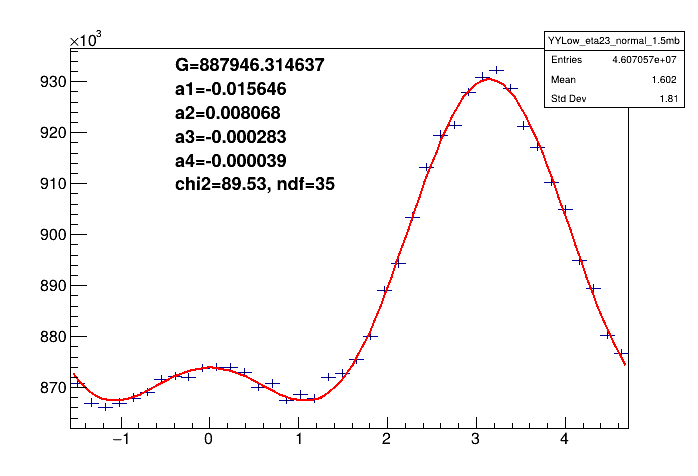 ×10³
G=887946.314637
a1=-0.015646
a2=0.008068
a3=-0.000283
a4=-0.000039
chi2=89.53, ndf=35
YYLow_eta23_normal_1.5mb
Entries 4.607057e+07
Mean 1.602
Std Dev 1.81
930
920
910
900
890
880
870
−1 0 1 2 3 4